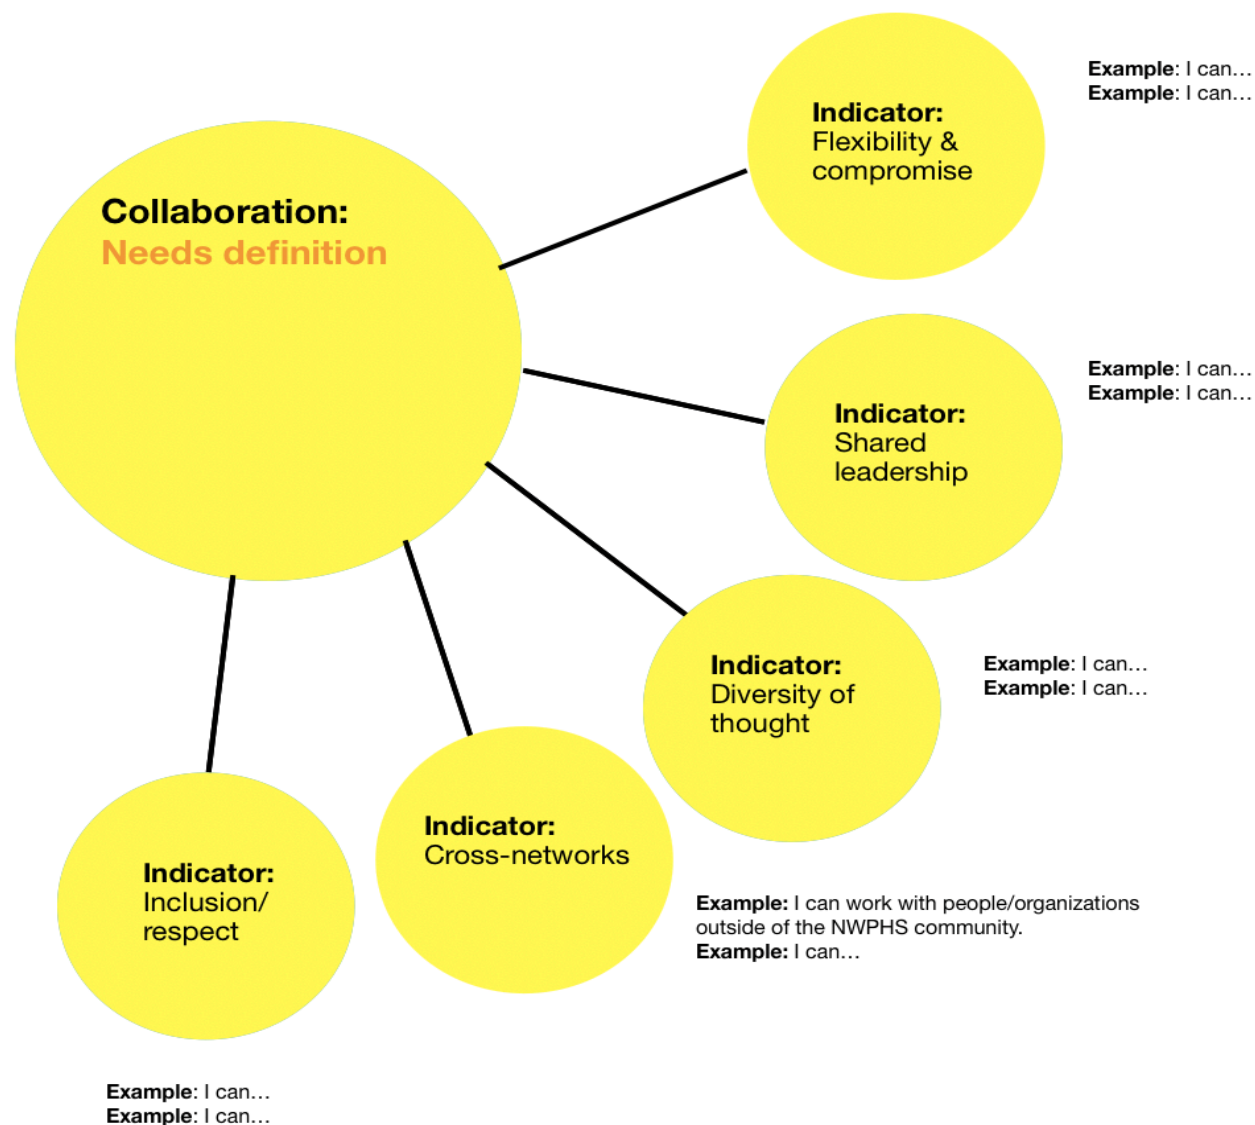 Collaboration:
Needs definition
Indicator:
Flexibility &
compromise
Example: I can...
Example: I can...
Indicator:
Shared
leadership
Example: I can...
Example: I can...
Indicator:
Diversity of
thought
Example: I can...
Example: I can...
Indicator:
Cross-networks
Example: I can work with people/organizations
outside of the NWPHS community.
Example: I can...
Indicator:
Inclusion/
respect
Example: I can...
Example: I can...